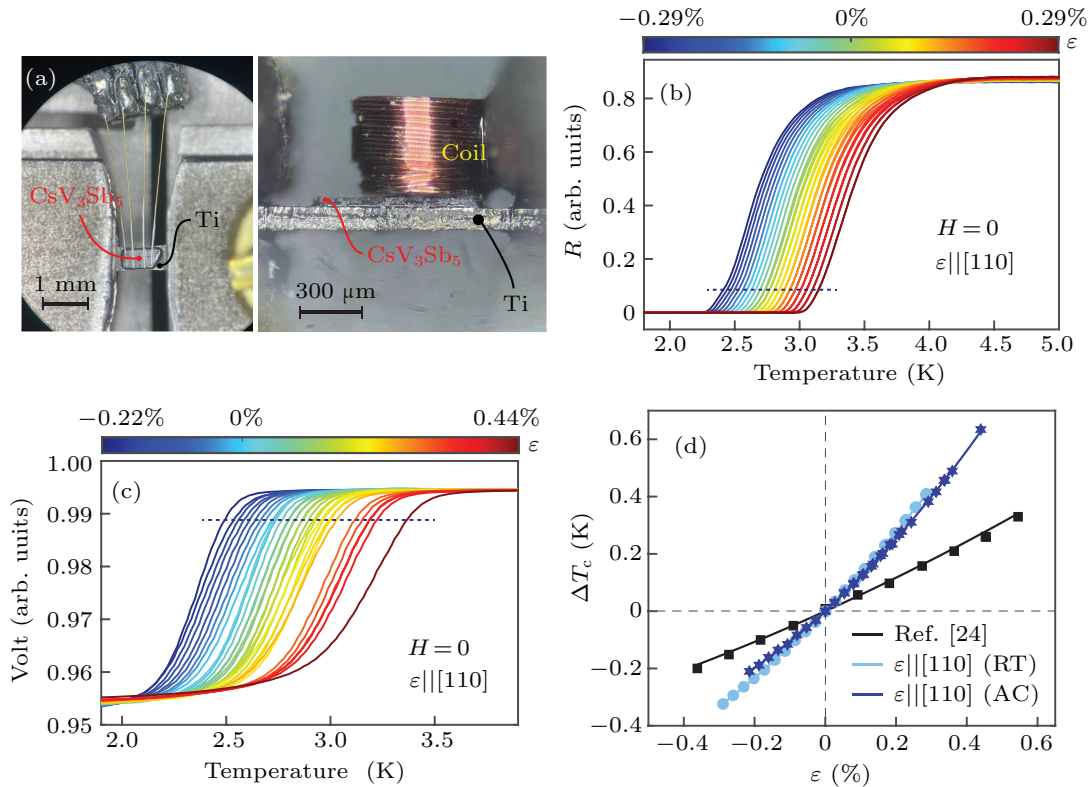 (a)
CsV3Sb5
Ti
1 mm
Coil
CsV3Sb5
300 µm
Ti
−0.29% 0% 0.29%
ε
(b)
R (arb. uuits)
0.8
0.6
0.4
0.2
0
H = 0
ε||[110]
2.0 2.5 3.0 3.5 4.0 4.5 5.0
Temperature (K)
−0.22% 0% 0.44%
ε
(c)
Volt (arb. uuits)
1.00
0.99
0.98
0.97
0.96
0.95
H = 0
ε||[110]
2.0 2.5 3.0 3.5
Temperature (K)
(d)
ΔTc (K)
0.6
0.4
0.2
0
−0.2
−0.4
Ref. [24]
ε||[110] (RT)
ε||[110] (AC)
−0.4 −0.2 0 0.2 0.4 0.6
ε (%)